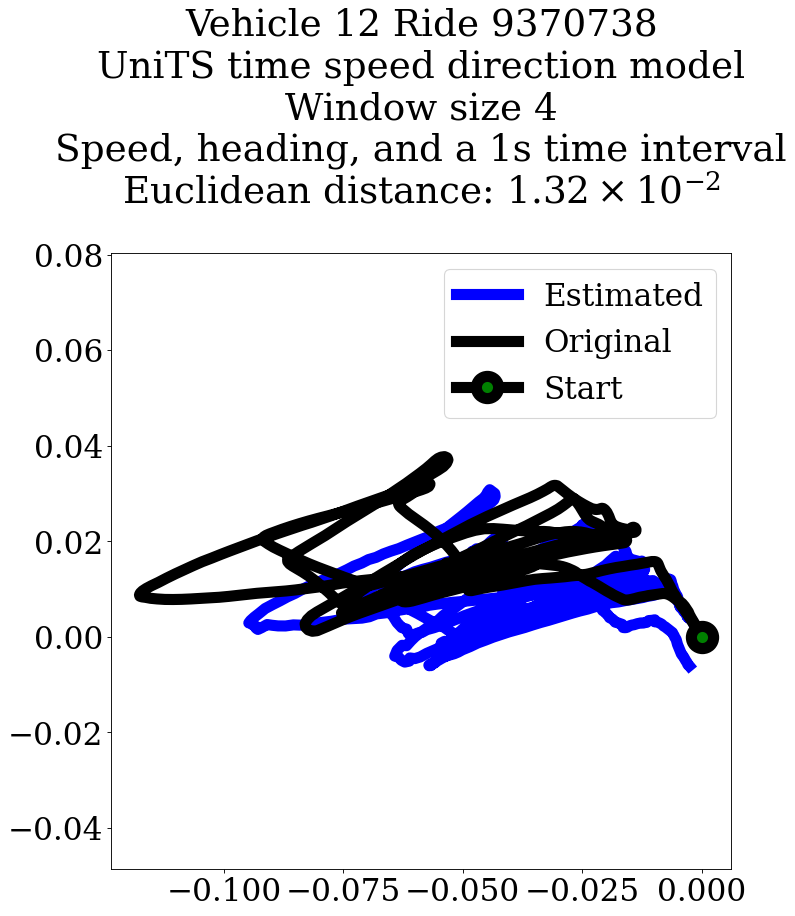 Vehicle 12 Ride 9370738
UniTS time speed direction model
Window size 4
Speed, heading, and a 1s time interval
Euclidean distance: 1.32 × 10⁻²
0.08
0.06
0.04
0.02
0.00
−0.02
−0.04
Estimated
Original
Start
−0.100 −0.075 −0.050 −0.025 0.000